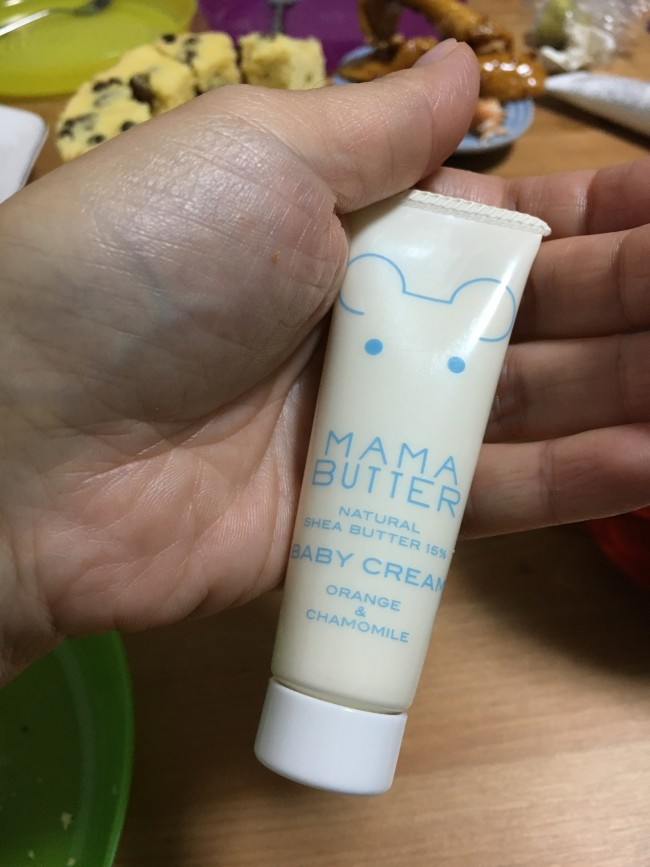 MAMA
BUTTER
NATURAL
SHEA BUTTER 15%
BABY CREAM
ORANGE
&
CHAMOMILE